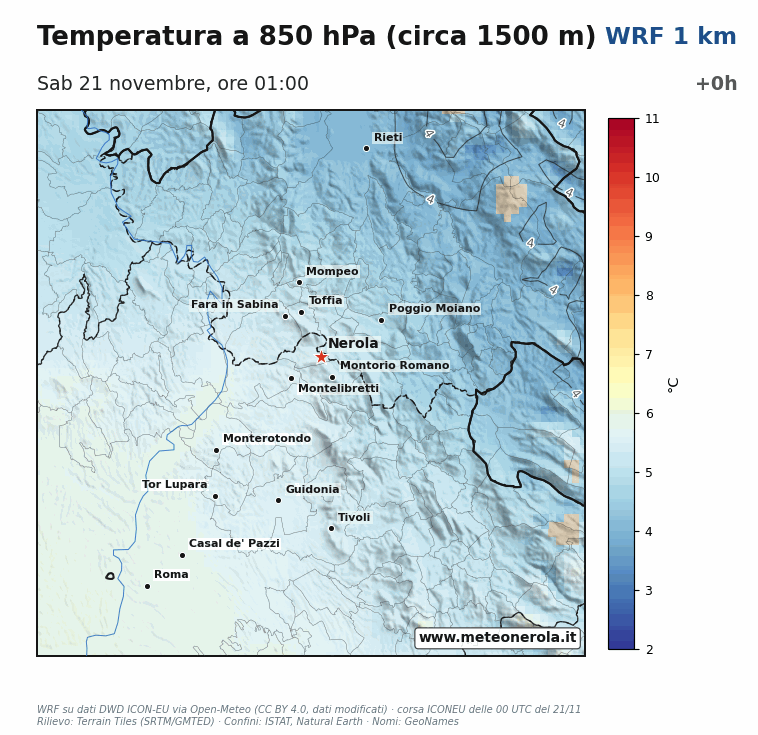 Temperatura a 850 hPa (circa 1500 m) WRF 1 km
Sab 21 novembre, ore 01:00 +0h
4
4
Rieti
4
4
4
4
Mompeo
Fara in Sabina
Toffia
Poggio Moiano
Nerola
Montorio Romano
Montelibretti
4
Monterotondo
Tor Lupara
Guidonia
Tivoli
Casal de' Pazzi
Roma
www.meteonerola.it
11
10
9
8
7
6
5
4
3
2
°C
WRF su dati DWD ICON-EU via Open-Meteo (CC BY 4.0, dati modificati) · corsa ICONEU delle 00 UTC del 21/11
Rilievo: Terrain Tiles (SRTM/GMTED) · Confini: ISTAT, Natural Earth · Nomi: GeoNames